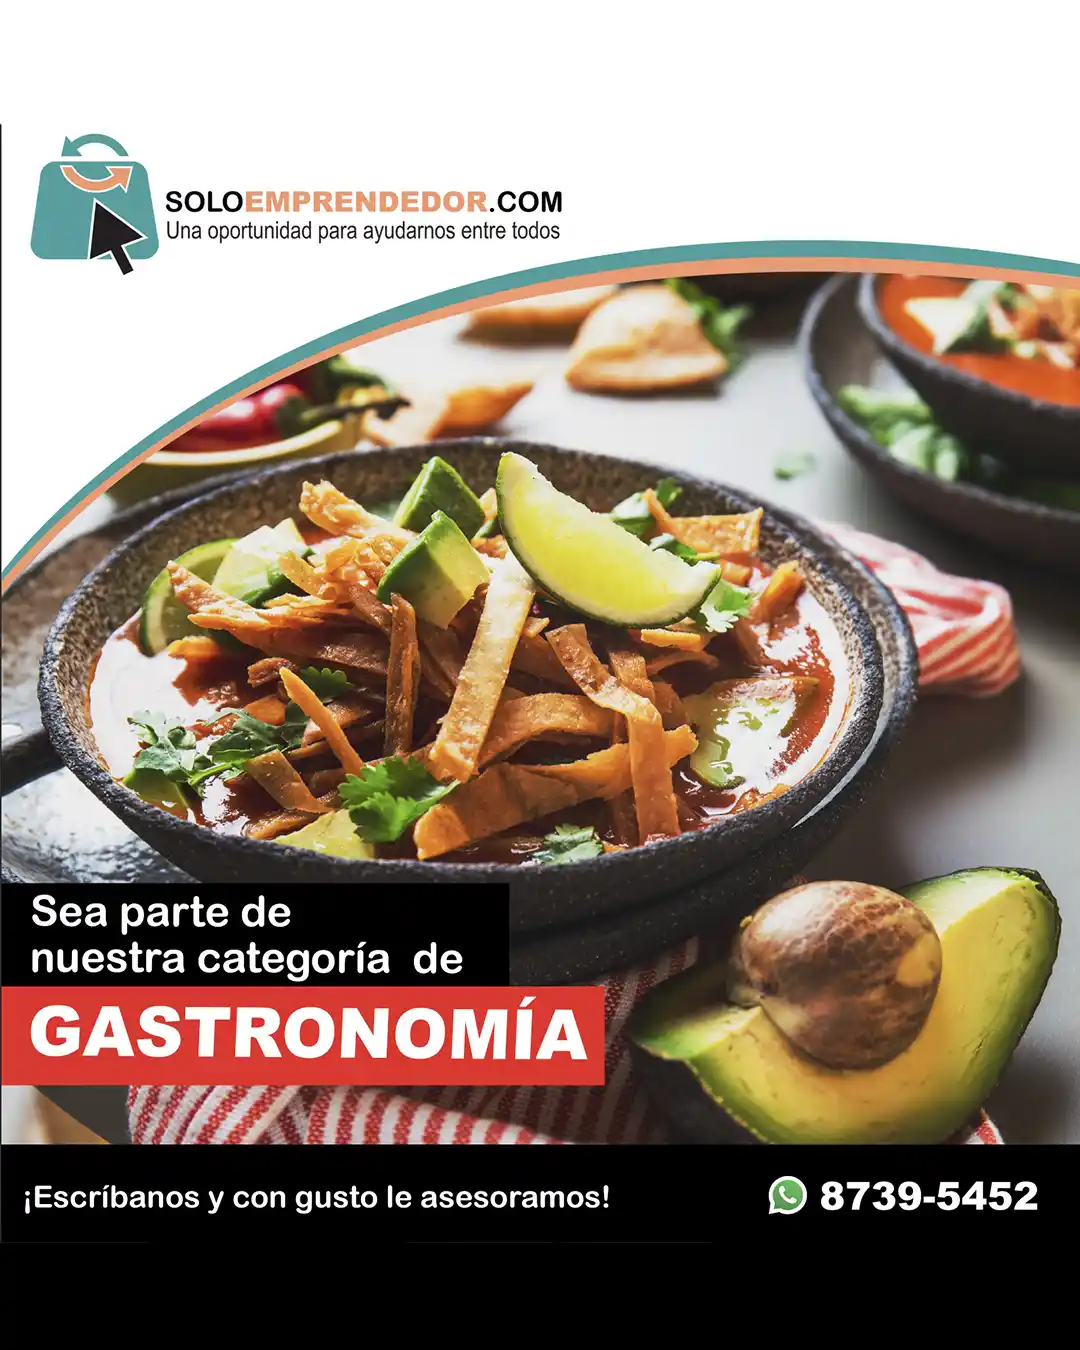 SOLOEMPRENDEDOR.COM
Una oportunidad para ayudarnos entre todos
Sea parte de
nuestra categoría de
GASTRONOMÍA
¡Escríbanos y con gusto le asesoramos!
8739-5452